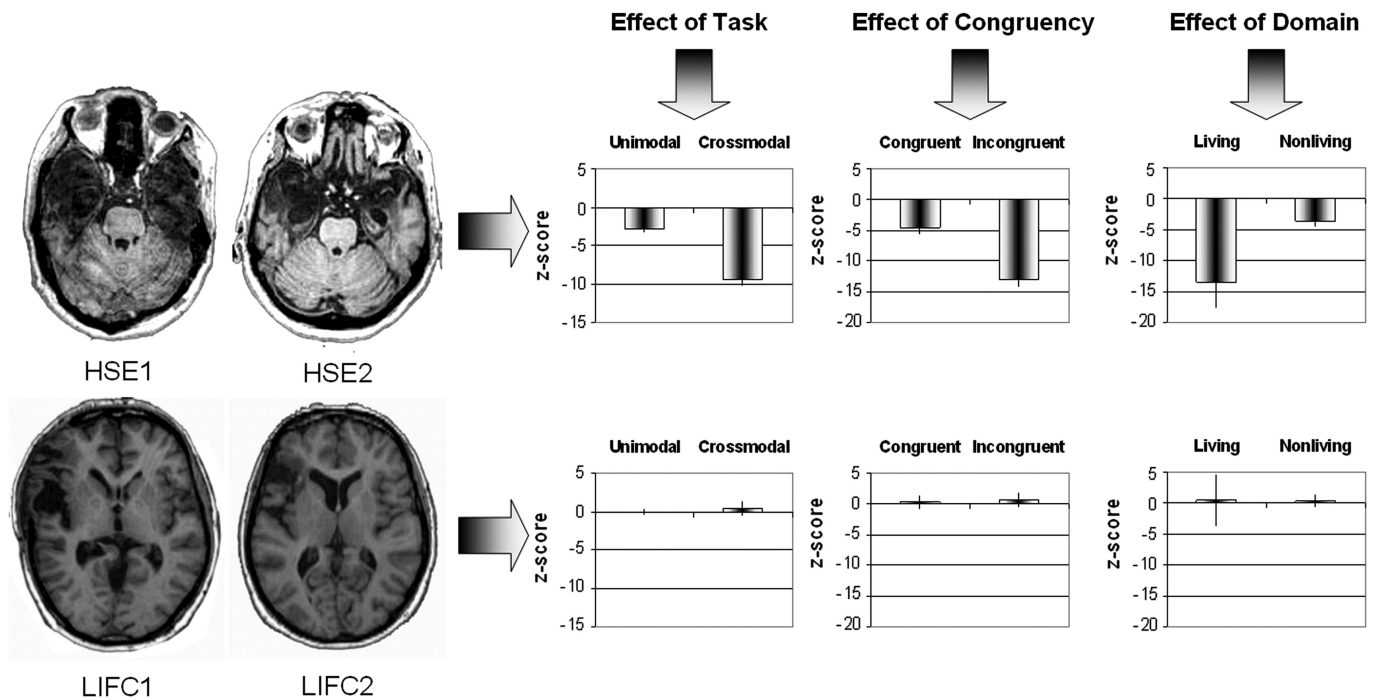 Effect of Task Effect of Congruency Effect of Domain
Unimodal Crossmodal
Congruent Incongruent
Living Nonliving
z-score
5
0
-5
-10
-15
z-score
5
0
-5
-10
-15
-20
z-score
5
0
-5
-10
-15
-20
HSE1 HSE2
Unimodal Crossmodal
Congruent Incongruent
Living Nonliving
z-score
5
0
-5
-10
-15
z-score
5
0
-5
-10
-15
-20
z-score
5
0
-5
-10
-15
-20
LIFC1 LIFC2